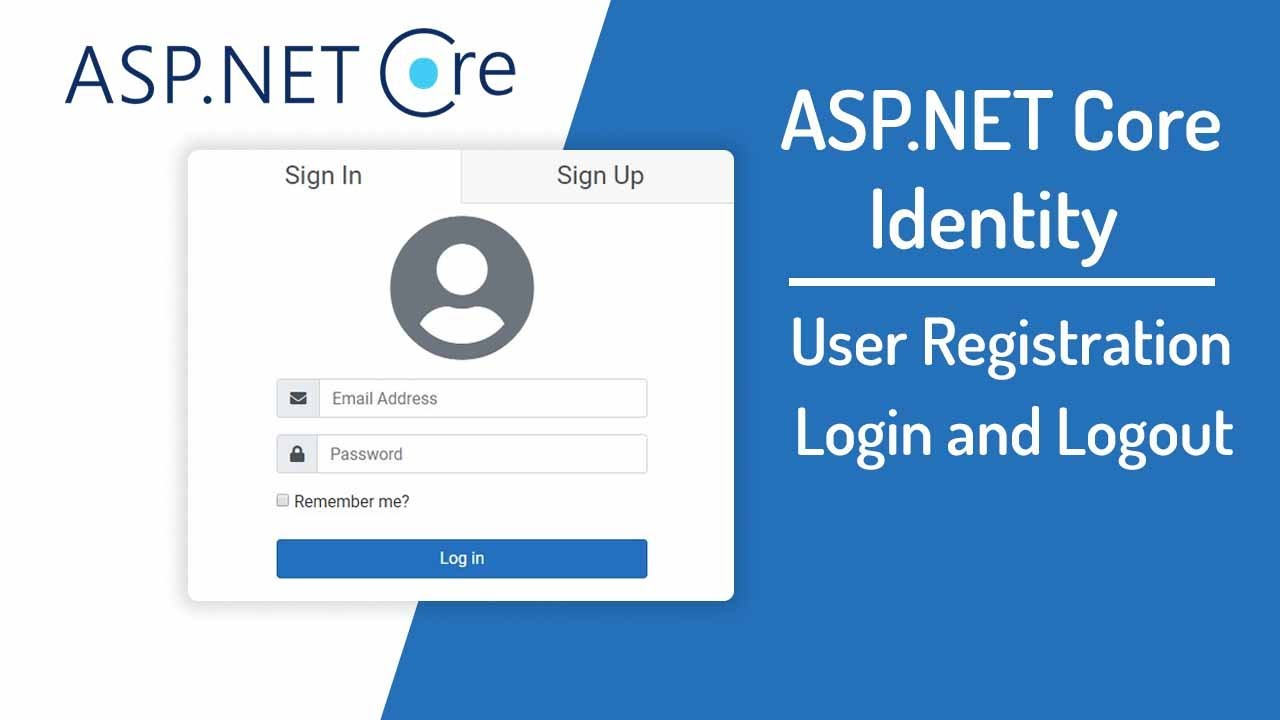 ASP.NET Core
Sign In
Sign Up
Email Address
Password
Remember me?
Log in
ASP.NET Core
Identity
User Registration
Login and Logout